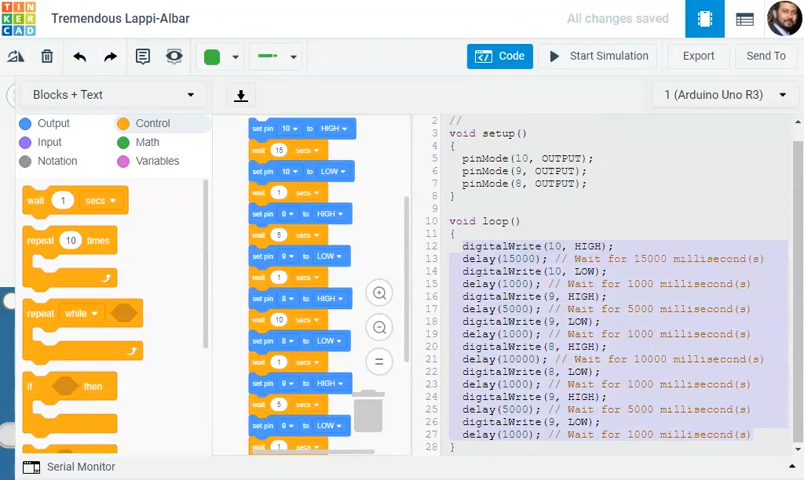 TIN
KER
CAD
Tremendous Lappi-Albar
All changes saved
Code
Start Simulation
Export
Send To
Blocks + Text
1 (Arduino Uno R3)
Output
Control
Input
Math
Notation
Variables
wait 1 secs
repeat 10 times
repeat while
if then
set pin 10 to HIGH
wait 15 secs
set pin 10 to LOW
wait 1 secs
set pin 9 to HIGH
wait 5 secs
set pin 9 to LOW
wait 1 secs
set pin 8 to HIGH
wait 10 secs
set pin 8 to LOW
wait 1 secs
set pin 9 to HIGH
wait 5 secs
set pin 9 to LOW
wait 1 secs
2 //
3 void setup()
4 {
5 pinMode(10, OUTPUT);
6 pinMode(9, OUTPUT);
7 pinMode(8, OUTPUT);
8 }
9
10 void loop()
11 {
12 digitalWrite(10, HIGH);
13 delay(15000); // Wait for 15000 millisecond(s)
14 digitalWrite(10, LOW);
15 delay(1000); // Wait for 1000 millisecond(s)
16 digitalWrite(9, HIGH);
17 delay(5000); // Wait for 5000 millisecond(s)
18 digitalWrite(9, LOW);
19 delay(1000); // Wait for 1000 millisecond(s)
20 digitalWrite(8, HIGH);
21 delay(10000); // Wait for 10000 millisecond(s)
22 digitalWrite(8, LOW);
23 delay(1000); // Wait for 1000 millisecond(s)
24 digitalWrite(9, HIGH);
25 delay(5000); // Wait for 5000 millisecond(s)
26 digitalWrite(9, LOW);
27 delay(1000); // Wait for 1000 millisecond(s)
28 }
Serial Monitor